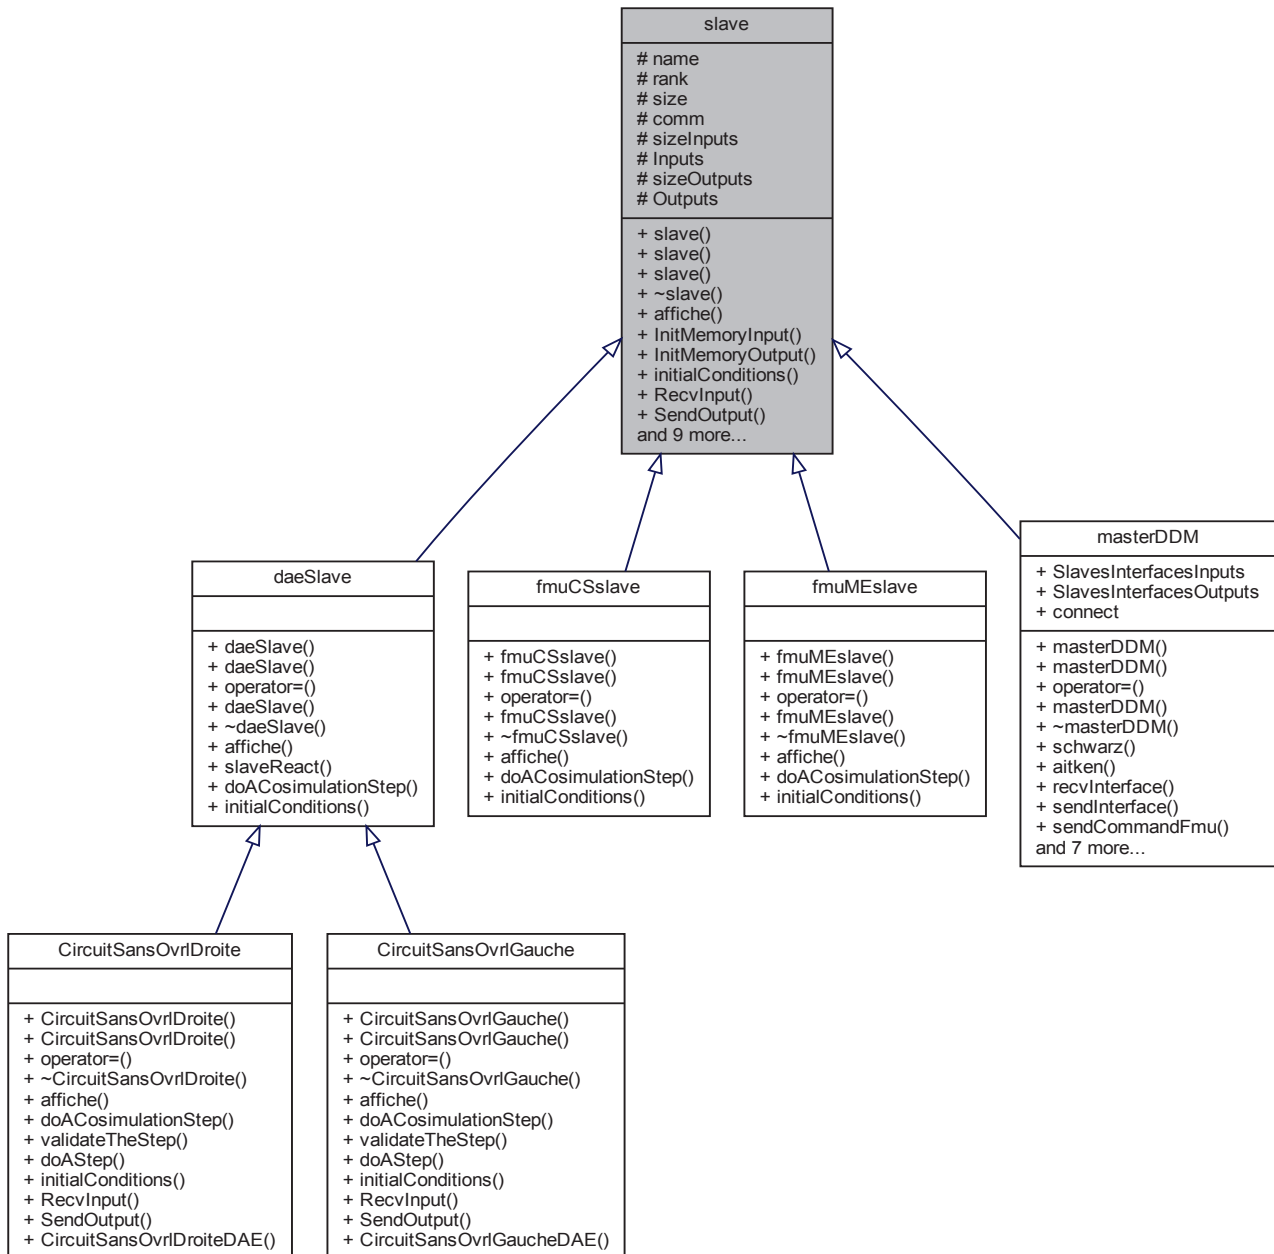 slave
# name
# rank
# size
# comm
# sizeInputs
# Inputs
# sizeOutputs
# Outputs
+ slave()
+ slave()
+ slave()
+ ~slave()
+ affiche()
+ InitMemoryInput()
+ InitMemoryOutput()
+ initialConditions()
+ RecvInput()
+ SendOutput()
and 9 more...
daeSlave
+ daeSlave()
+ daeSlave()
+ operator=()
+ daeSlave()
+ ~daeSlave()
+ affiche()
+ slaveReact()
+ doACosimulationStep()
+ initialConditions()
fmuCSslave
+ fmuCSslave()
+ fmuCSslave()
+ operator=()
+ fmuCSslave()
+ ~fmuCSslave()
+ affiche()
+ doACosimulationStep()
+ initialConditions()
fmuMEslave
+ fmuMEslave()
+ fmuMEslave()
+ operator=()
+ fmuMEslave()
+ ~fmuMEslave()
+ affiche()
+ doACosimulationStep()
+ initialConditions()
masterDDM
+ SlavesInterfacesInputs
+ SlavesInterfacesOutputs
+ connect
+ masterDDM()
+ masterDDM()
+ operator=()
+ masterDDM()
+ ~masterDDM()
+ schwarz()
+ aitken()
+ recvInterface()
+ sendInterface()
+ sendCommandFmu()
and 7 more...
CircuitSansOvrlDroite
+ CircuitSansOvrlDroite()
+ CircuitSansOvrlDroite()
+ operator=()
+ ~CircuitSansOvrlDroite()
+ affiche()
+ doACosimulationStep()
+ validateTheStep()
+ doAStep()
+ initialConditions()
+ RecvInput()
+ SendOutput()
+ CircuitSansOvrlDroiteDAE()
CircuitSansOvrlGauche
+ CircuitSansOvrlGauche()
+ CircuitSansOvrlGauche()
+ operator=()
+ ~CircuitSansOvrlGauche()
+ affiche()
+ doACosimulationStep()
+ validateTheStep()
+ doAStep()
+ initialConditions()
+ RecvInput()
+ SendOutput()
+ CircuitSansOvrlGaucheDAE()